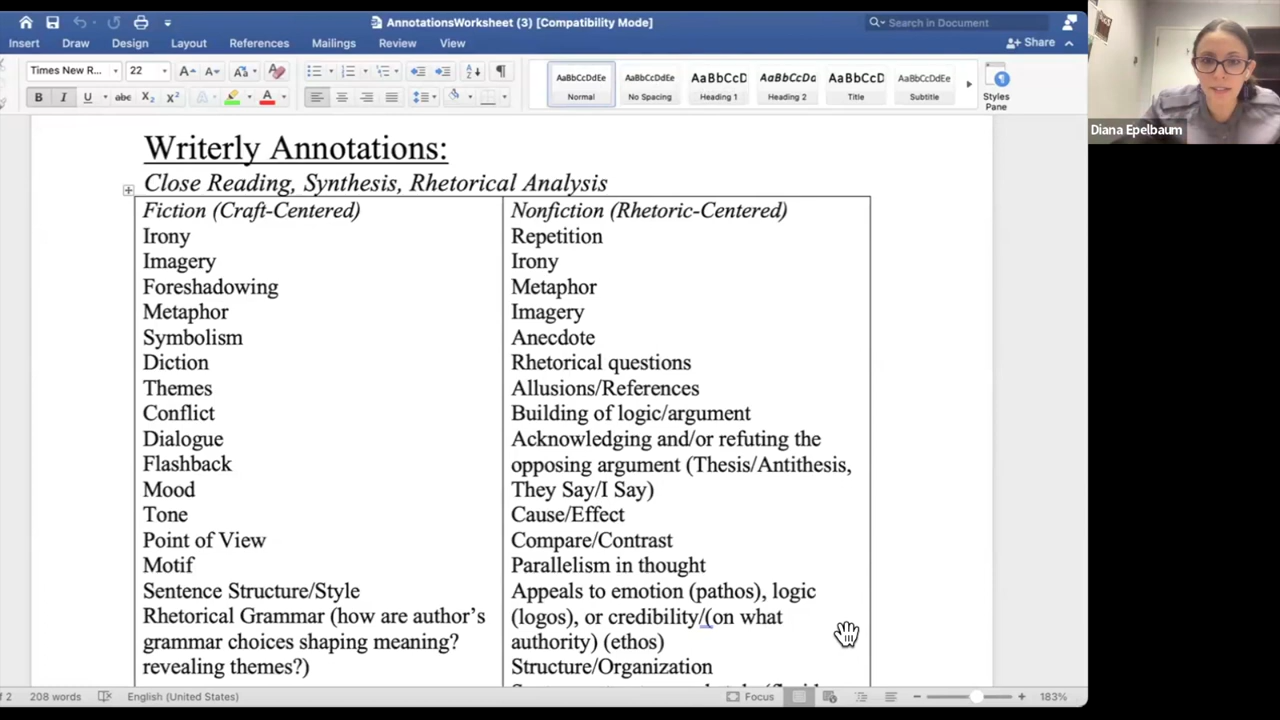 AnnotationsWorksheet (3) [Compatibility Mode]
Search in Document
Insert Draw Design Layout References Mailings Review View
Share
Times New R... 22
AaBbCcDdEe AaBbCcDdEe AaBbCcD AaBbCcDc AaBbCcD AaBbCcDdEe
Normal No Spacing Heading 1 Heading 2 Title Subtitle
Styles
Pane
Diana Epelbaum
Writerly Annotations:
Close Reading, Synthesis, Rhetorical Analysis
Fiction (Craft-Centered)
Irony
Imagery
Foreshadowing
Metaphor
Symbolism
Diction
Themes
Conflict
Dialogue
Flashback
Mood
Tone
Point of View
Motif
Sentence Structure/Style
Rhetorical Grammar (how are author's
grammar choices shaping meaning?
revealing themes?)
Nonfiction (Rhetoric-Centered)
Repetition
Irony
Metaphor
Imagery
Anecdote
Rhetorical questions
Allusions/References
Building of logic/argument
Acknowledging and/or refuting the
opposing argument (Thesis/Antithesis,
They Say/I Say)
Cause/Effect
Compare/Contrast
Parallelism in thought
Appeals to emotion (pathos), logic
(logos), or credibility/(on what
authority) (ethos)
Structure/Organization
of 2 208 words English (United States) Focus 183%